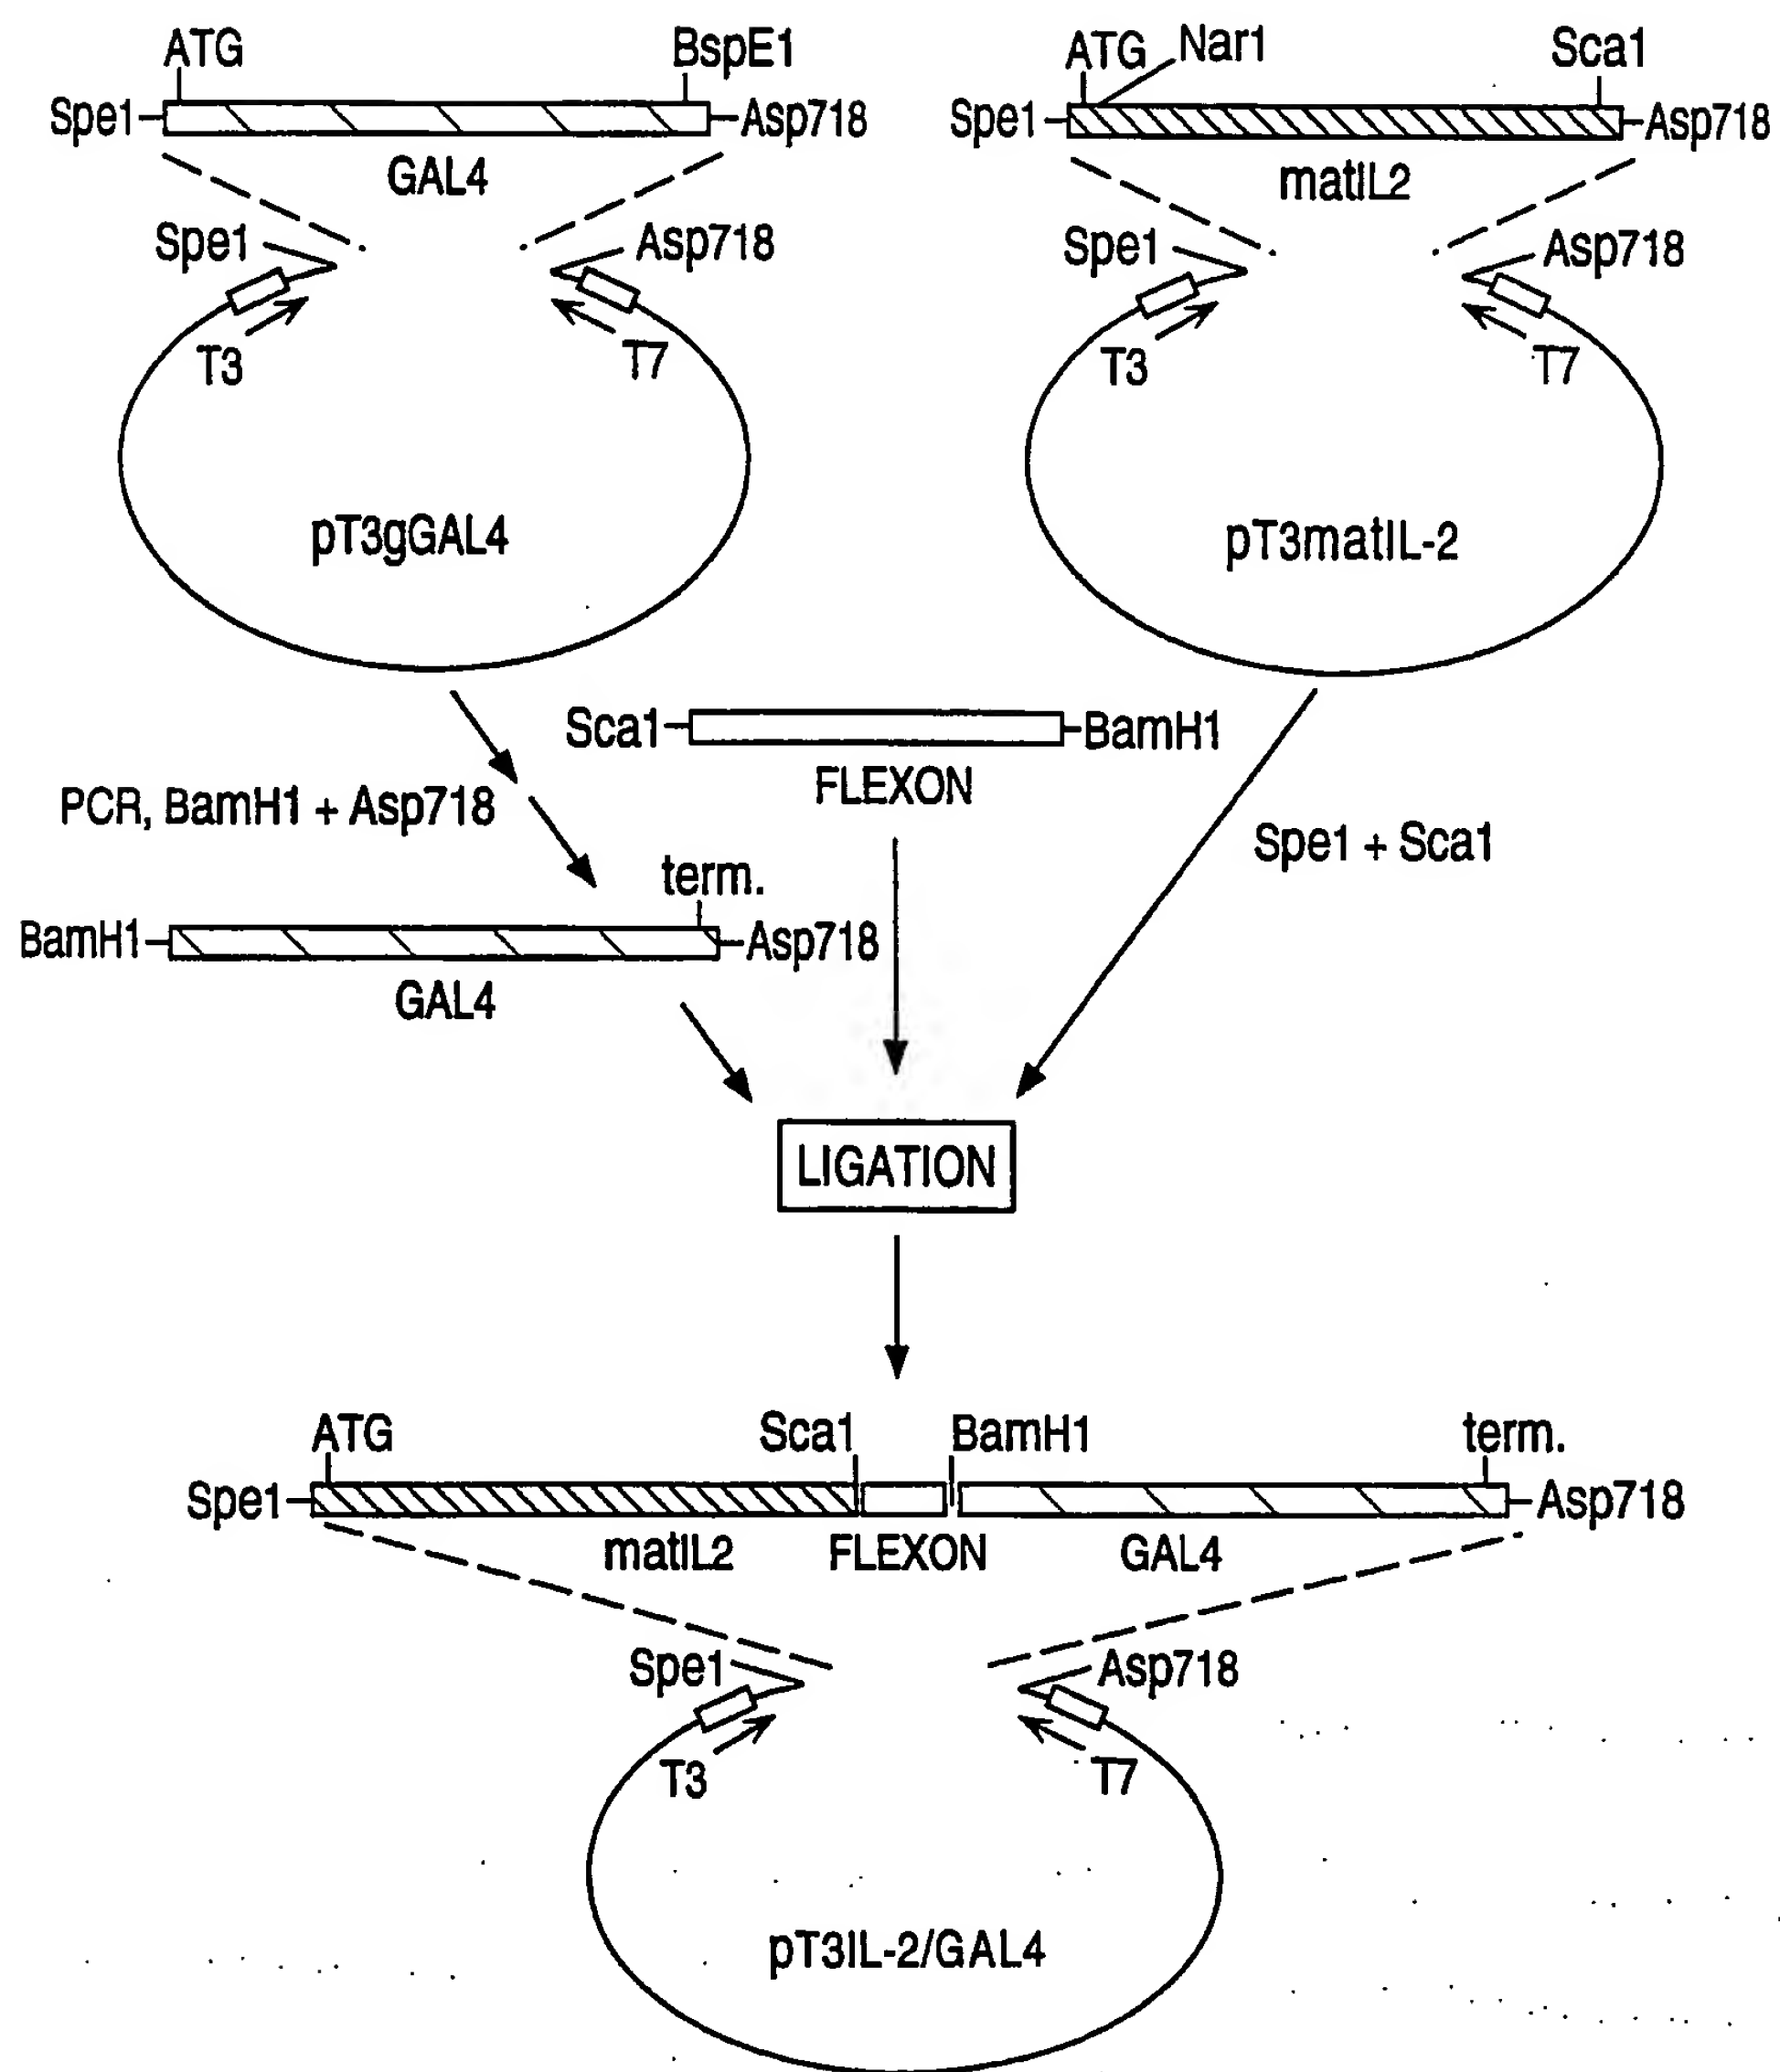 ATG BspE1
Spe1 Asp718
GAL4
Spe1 Asp718
T3 T7
pT3gGAL4
ATG Nar1 Sca1
Spe1 Asp718
matIL2
Spe1 Asp718
T3 T7
pT3matIL-2
Sca1 BamH1
FLEXON
PCR, BamH1 + Asp718
Spe1 + Sca1
term.
BamH1 Asp718
GAL4
LIGATION
ATG Sca1 BamH1 term.
Spe1 Asp718
matIL2 FLEXON GAL4
Spe1 Asp718
T3 T7
pT3IL-2/GAL4